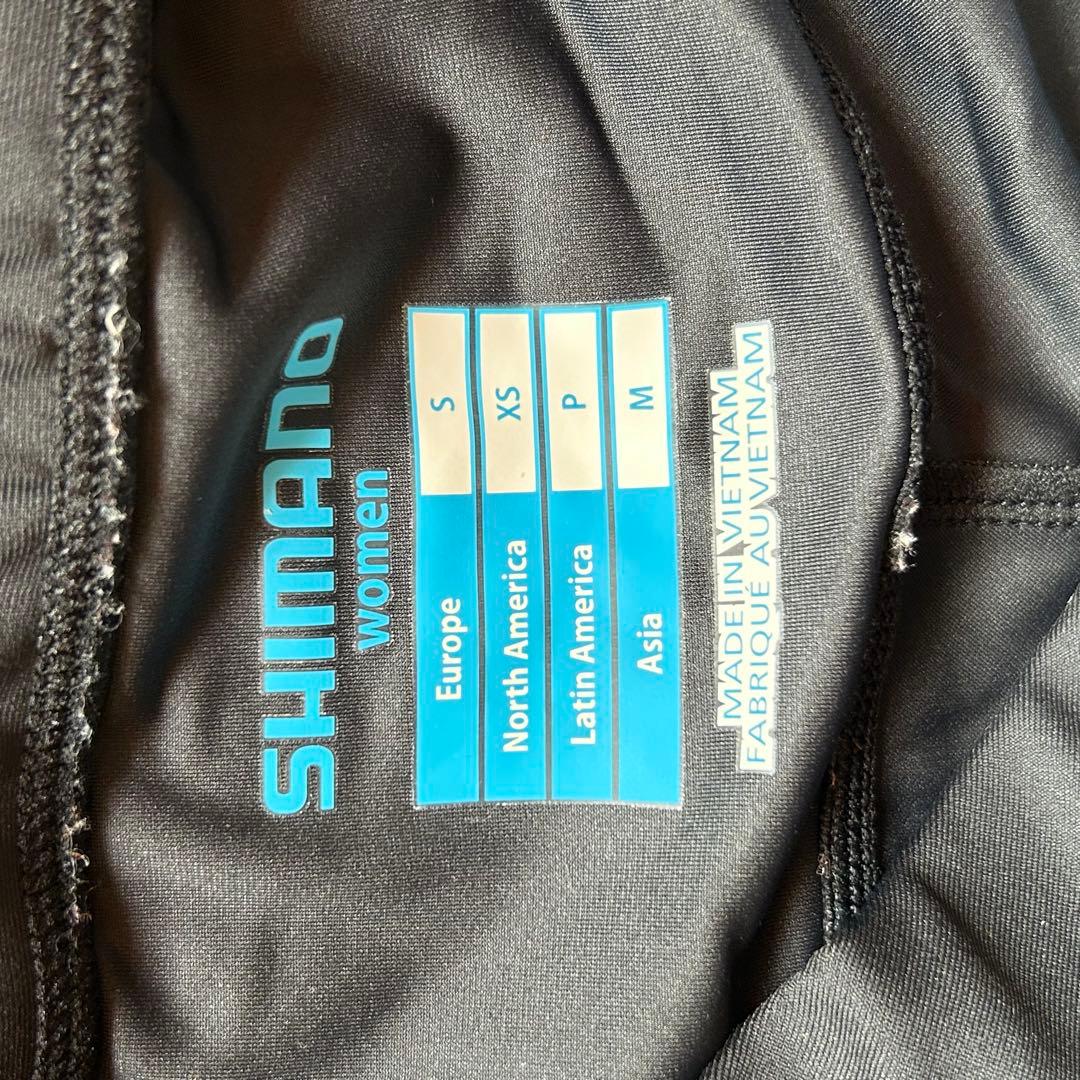 SHIMANO
women
Europe S
North America XS
Latin America P
Asia M
MADE IN VIETNAM
FABRIQUÉ AU VIETNAM